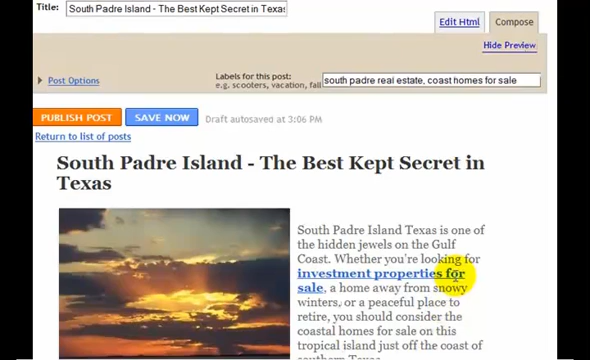 Title: South Padre Island - The Best Kept Secret in Texas
Edit Html Compose
Hide Preview
Post Options
Labels for this post:
e.g. scooters, vacation, fall
south padre real estate, coast homes for sale
PUBLISH POST SAVE NOW Draft autosaved at 3:06 PM
Return to list of posts
South Padre Island - The Best Kept Secret in
Texas
South Padre Island Texas is one of
the hidden jewels on the Gulf
Coast. Whether you're looking for
investment properties for
sale, a home away from snowy
winters, or a peaceful place to
retire, you should consider the
coastal homes for sale on this
tropical island just off the coast of
southern Texas